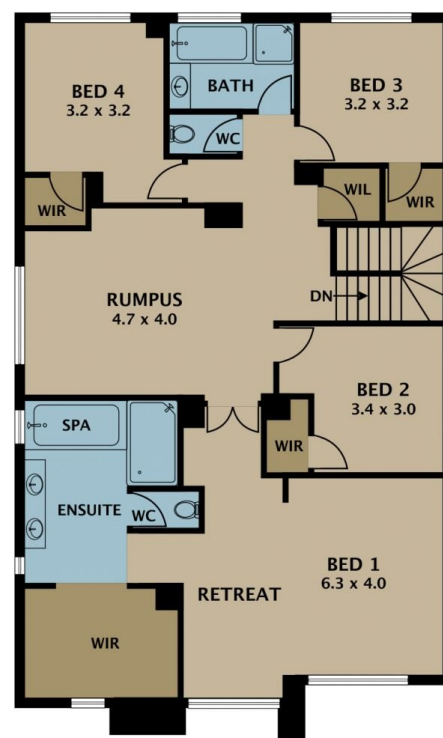 BED 4
3.2 x 3.2
BATH
BED 3
3.2 x 3.2
WC
WIR
WIL
WIR
RUMPUS
4.7 x 4.0
DN
BED 2
3.4 x 3.0
SPA
WIR
ENSUITE
WC
BED 1
6.3 x 4.0
RETREAT
WIR